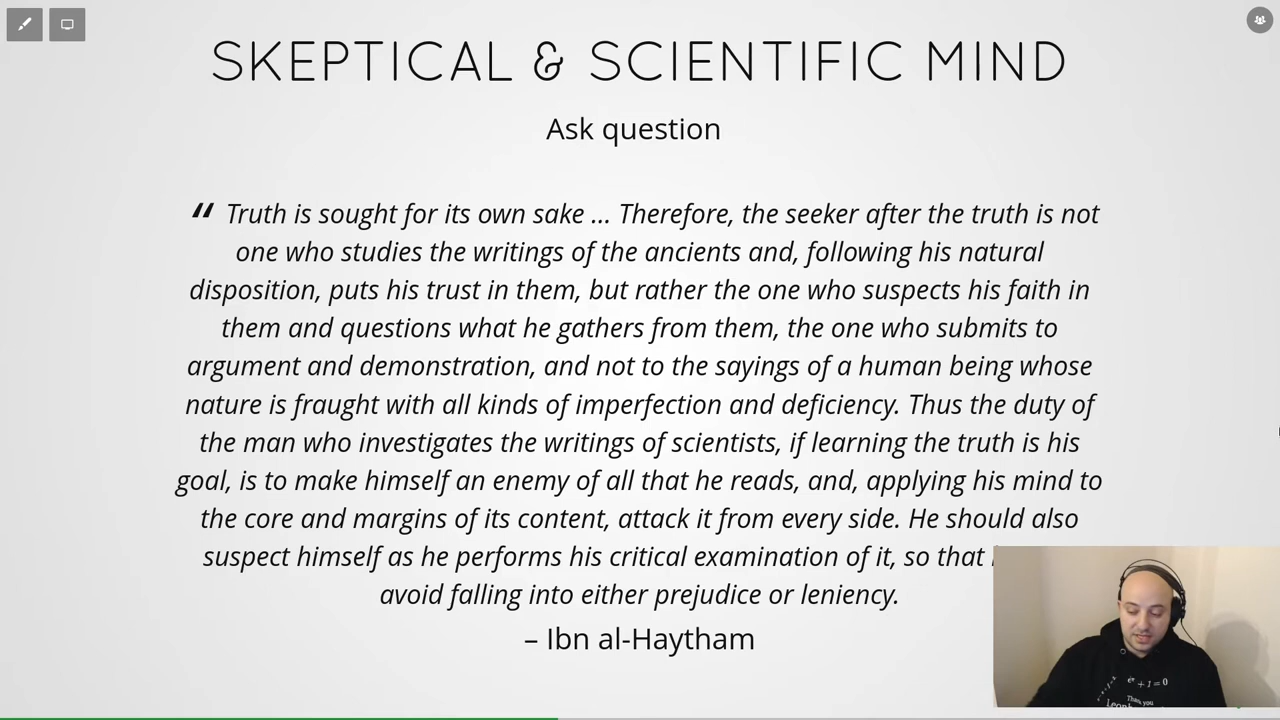 SKEPTICAL & SCIENTIFIC MIND
Ask question
“ Truth is sought for its own sake ... Therefore, the seeker after the truth is not
one who studies the writings of the ancients and, following his natural
disposition, puts his trust in them, but rather the one who suspects his faith in
them and questions what he gathers from them, the one who submits to
argument and demonstration, and not to the sayings of a human being whose
nature is fraught with all kinds of imperfection and deficiency. Thus the duty of
the man who investigates the writings of scientists, if learning the truth is his
goal, is to make himself an enemy of all that he reads, and, applying his mind to
the core and margins of its content, attack it from every side. He should also
suspect himself as he performs his critical examination of it, so that
avoid falling into either prejudice or leniency.
– Ibn al-Haytham
+ 1 = 0
Thank you